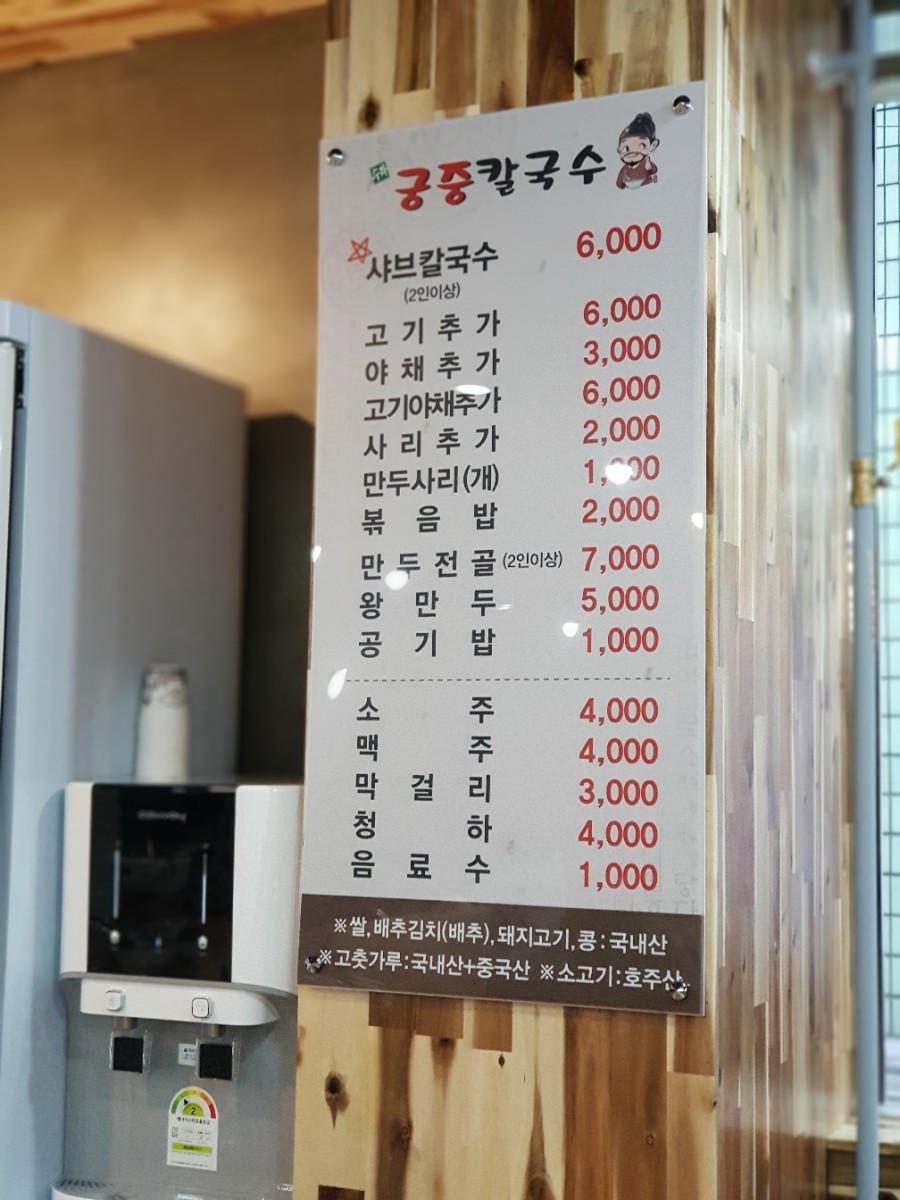 궁중칼국수
샤브칼국수 6,000
(2인이상)
고기추가 6,000
야채추가 3,000
고기야채추가 6,000
사리추가 2,000
만두사리(개)
볶음밥 2,000
만두전골 (2인이상) 7,000
왕만두 5,000
공기밥 1,000
소주 4,000
맥주 4,000
막걸리 3,000
청하 4,000
음료수 1,000
※쌀,배추김치(배추),돼지고기,콩:국내산
※고춧가루:국내산+중국산 ※소고기:호주산
2